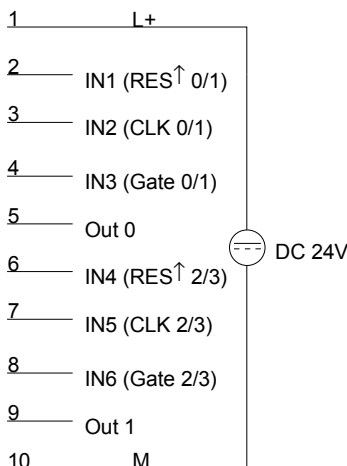 1 L+
2 IN1 (RES↑ 0/1)
3 IN2 (CLK 0/1)
4 IN3 (Gate 0/1)
5 Out 0
DC 24V
6 IN4 (RES↑ 2/3)
7 IN5 (CLK 2/3)
8 IN6 (Gate 2/3)
9 Out 1
10 M